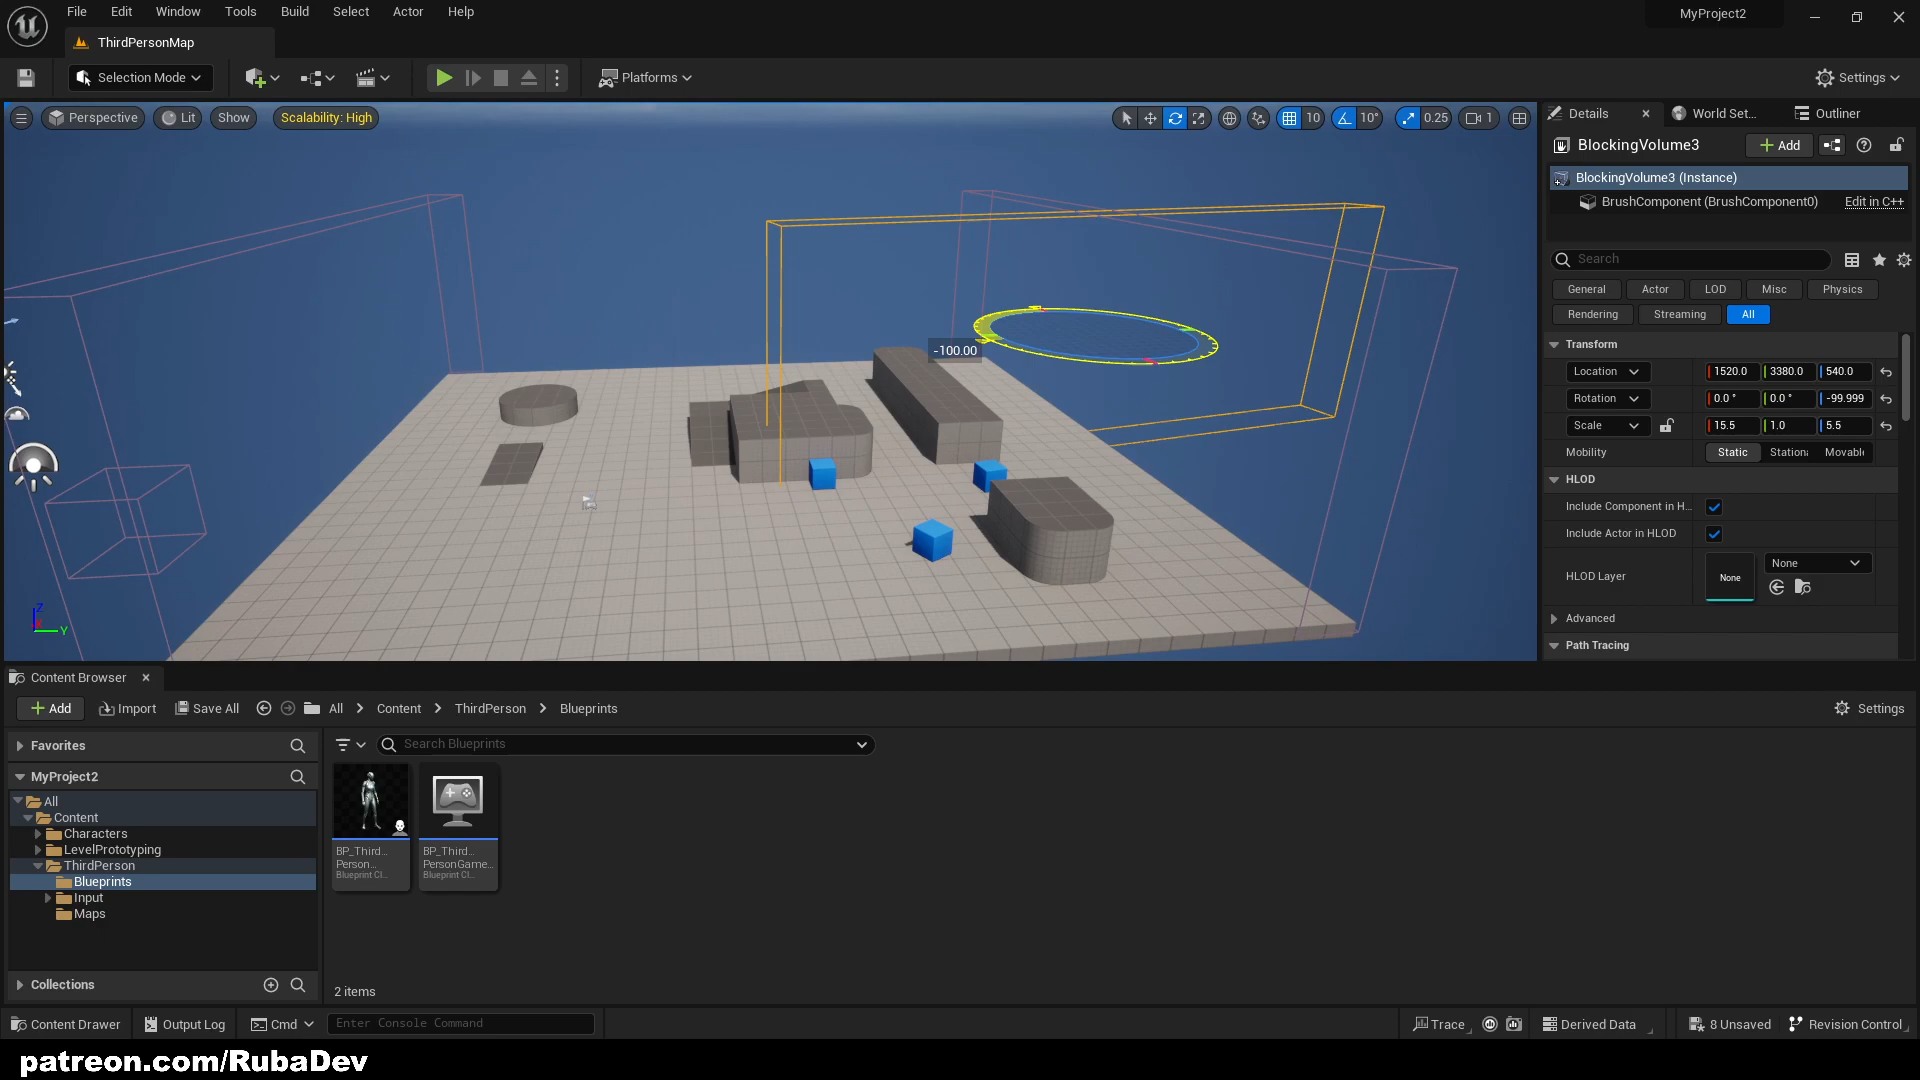 File Edit Window Tools Build Select Actor Help
MyProject2
ThirdPersonMap
Selection Mode
Platforms
Settings
Perspective Lit Show Scalability: High
10 10° 0.25 1
-100.00
Z
Y
Details World Set... Outliner
BlockingVolume3
Add
BlockingVolume3 (Instance)
BrushComponent (BrushComponent0) Edit in C++
Search
General Actor LOD Misc Physics
Rendering Streaming All
Transform
Location 1520.0 3380.0 540.0
Rotation 0.0 ° 0.0 ° -99.999
Scale 15.5 1.0 5.5
Mobility Static Stationa Movabl
HLOD
Include Component in H...
Include Actor in HLOD
HLOD Layer None None
Advanced
Path Tracing
Content Browser
Add Import Save All All Content ThirdPerson Blueprints Settings
Favorites
Search Blueprints
MyProject2
All
Content
Characters
LevelPrototyping
ThirdPerson
Blueprints
Input
Maps
Collections
BP_Third...
Person...
Blueprint Cl...
BP_Third...
PersonGame...
Blueprint Cl...
2 items
Content Drawer Output Log Cmd Enter Console Command Trace Derived Data 8 Unsaved Revision Control
patreon.com/RubaDev